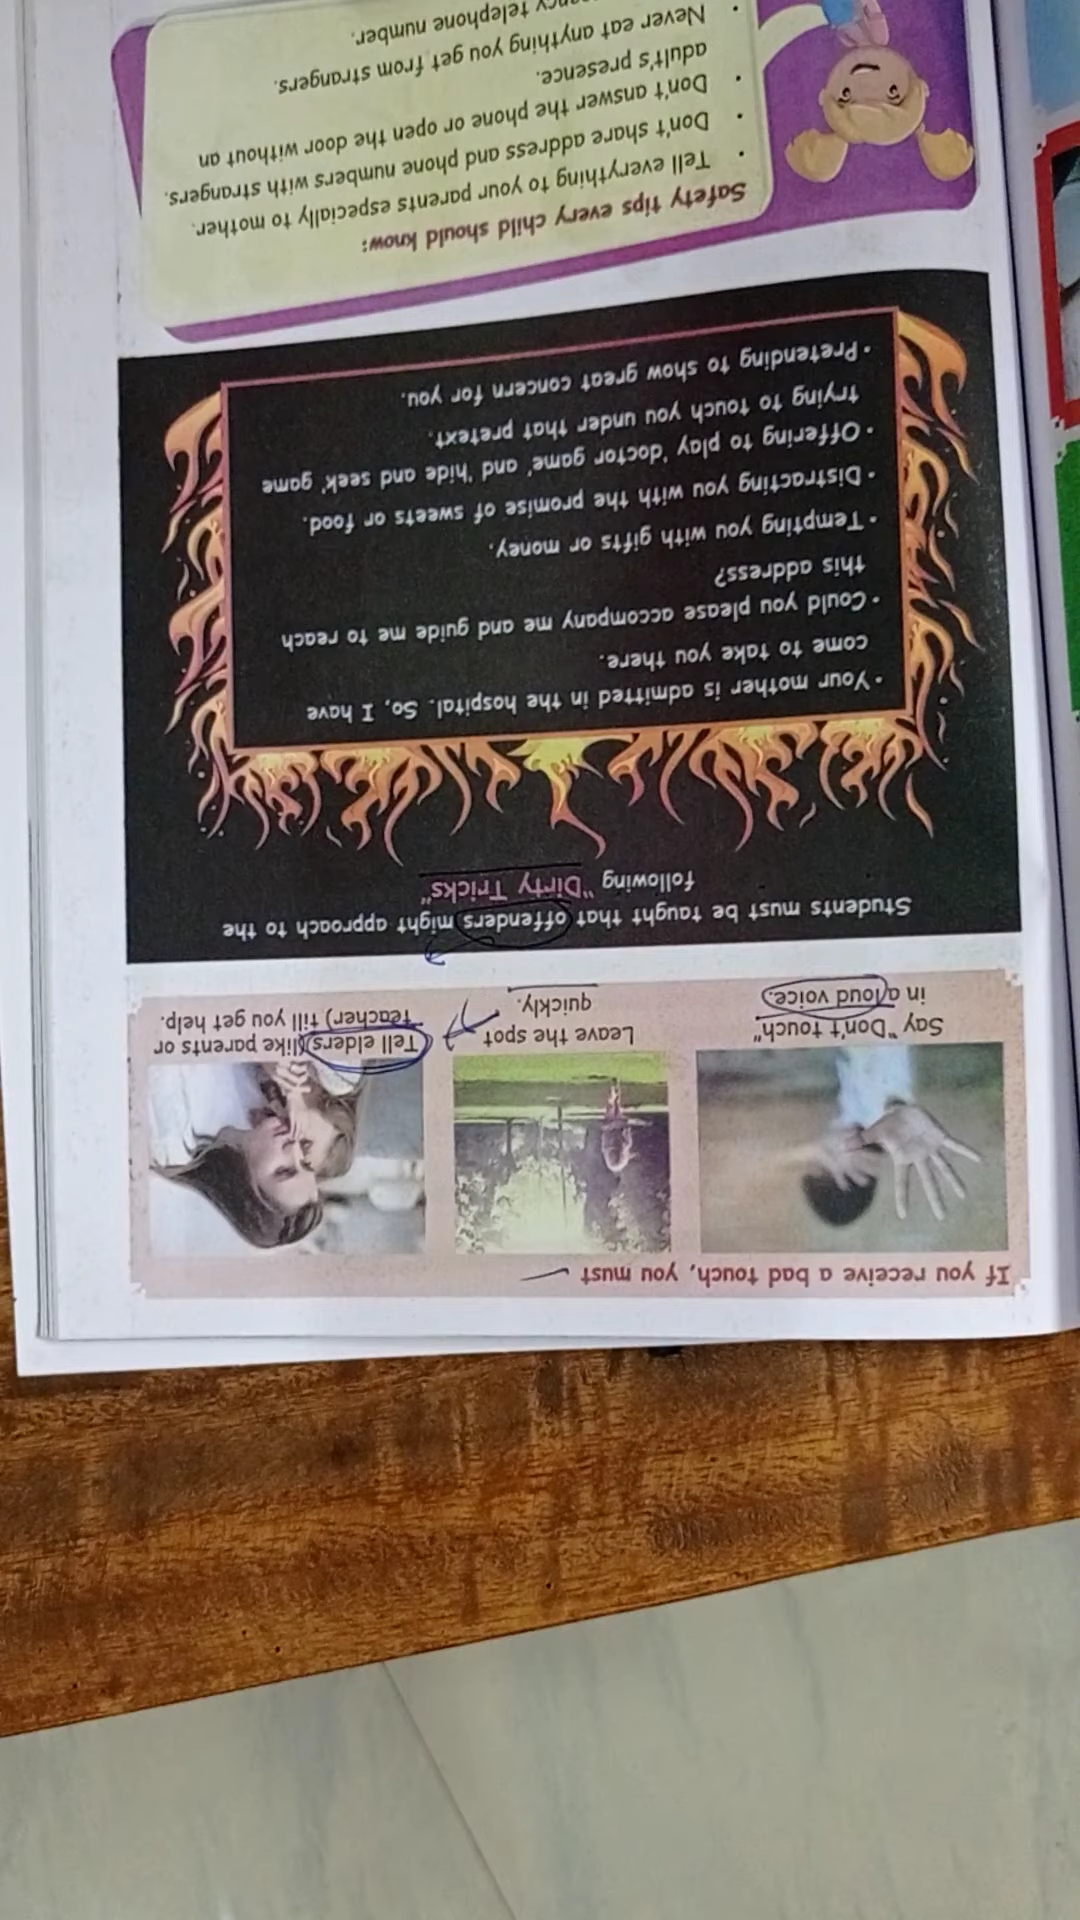 If you receive a bad touch, you must
Say "Don't touch"
in a loud voice.
Leave the spot
quickly.
Tell elders (like parents or
Teacher) till you get help.
Students must be taught that offenders might approach to the
following "Dirty Tricks"
• Your mother is admitted in the hospital. So, I have
come to take you there.
• Could you please accompany me and guide me to reach
this address?
• Tempting you with gifts or money.
• Distracting you with the promise of sweets or food.
• Offering to play 'doctor game' and 'hide and seek' game
trying to touch you under that pretext.
• Pretending to show great concern for you.
Safety tips every child should know:
• Tell everything to your parents especially to mother.
• Don't share address and phone numbers with strangers.
• Don't answer the phone or open the door without an
adult's presence.
• Never eat anything you get from strangers.
telephone number.